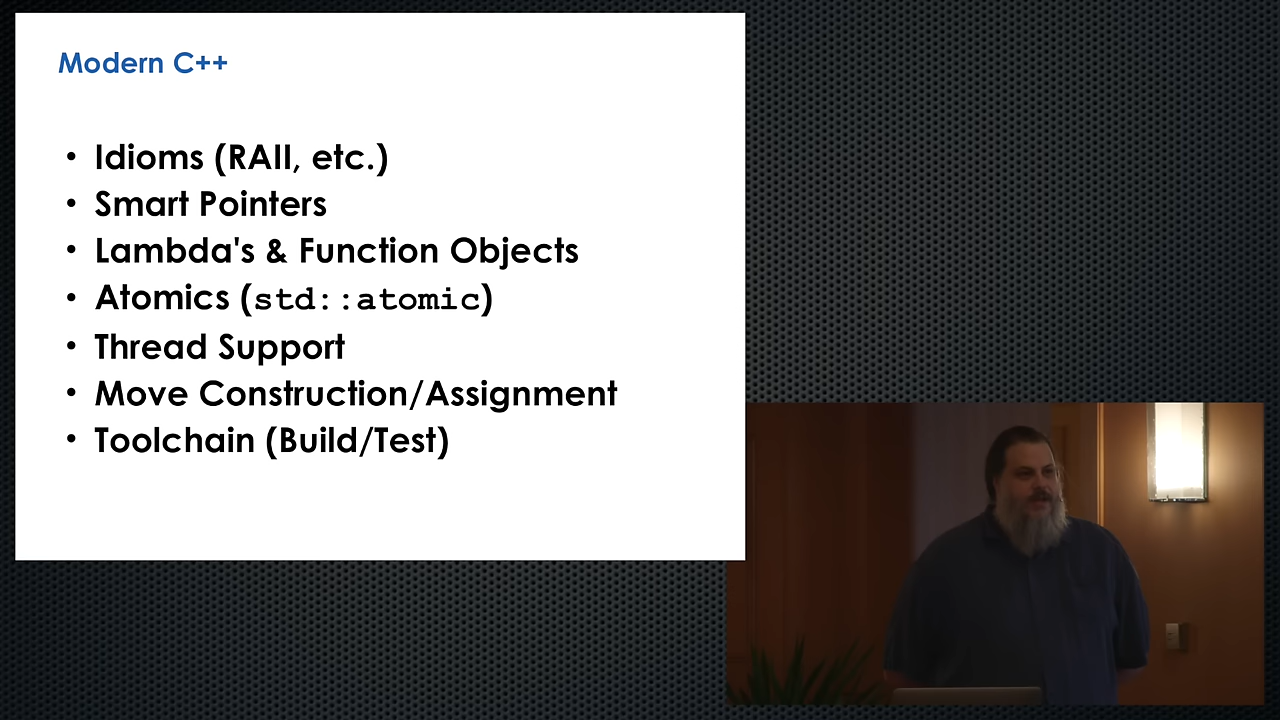 Modern C++
• Idioms (RAII, etc.)
• Smart Pointers
• Lambda's & Function Objects
• Atomics (std::atomic)
• Thread Support
• Move Construction/Assignment
• Toolchain (Build/Test)